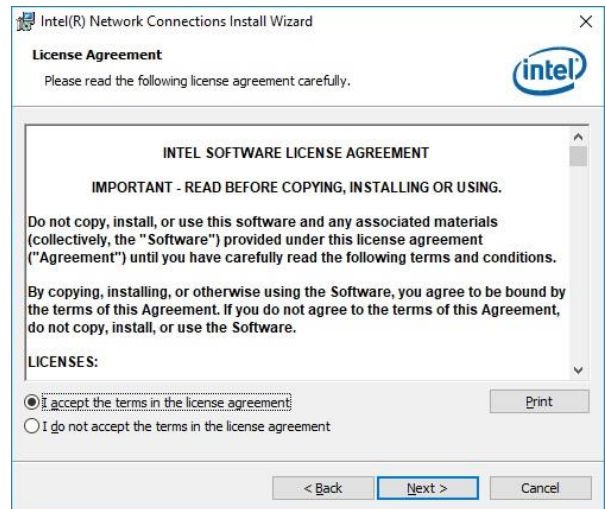 Intel(R) Network Connections Install Wizard
License Agreement
Please read the following license agreement carefully.
intel
INTEL SOFTWARE LICENSE AGREEMENT
IMPORTANT - READ BEFORE COPYING, INSTALLING OR USING.
Do not copy, install, or use this software and any associated materials
(collectively, the "Software") provided under this license agreement
("Agreement") until you have carefully read the following terms and conditions.
By copying, installing, or otherwise using the Software, you agree to be bound by
the terms of this Agreement. If you do not agree to the terms of this Agreement,
do not copy, install, or use the Software.
LICENSES:
I accept the terms in the license agreement
Print
I do not accept the terms in the license agreement
< Back
Next >
Cancel